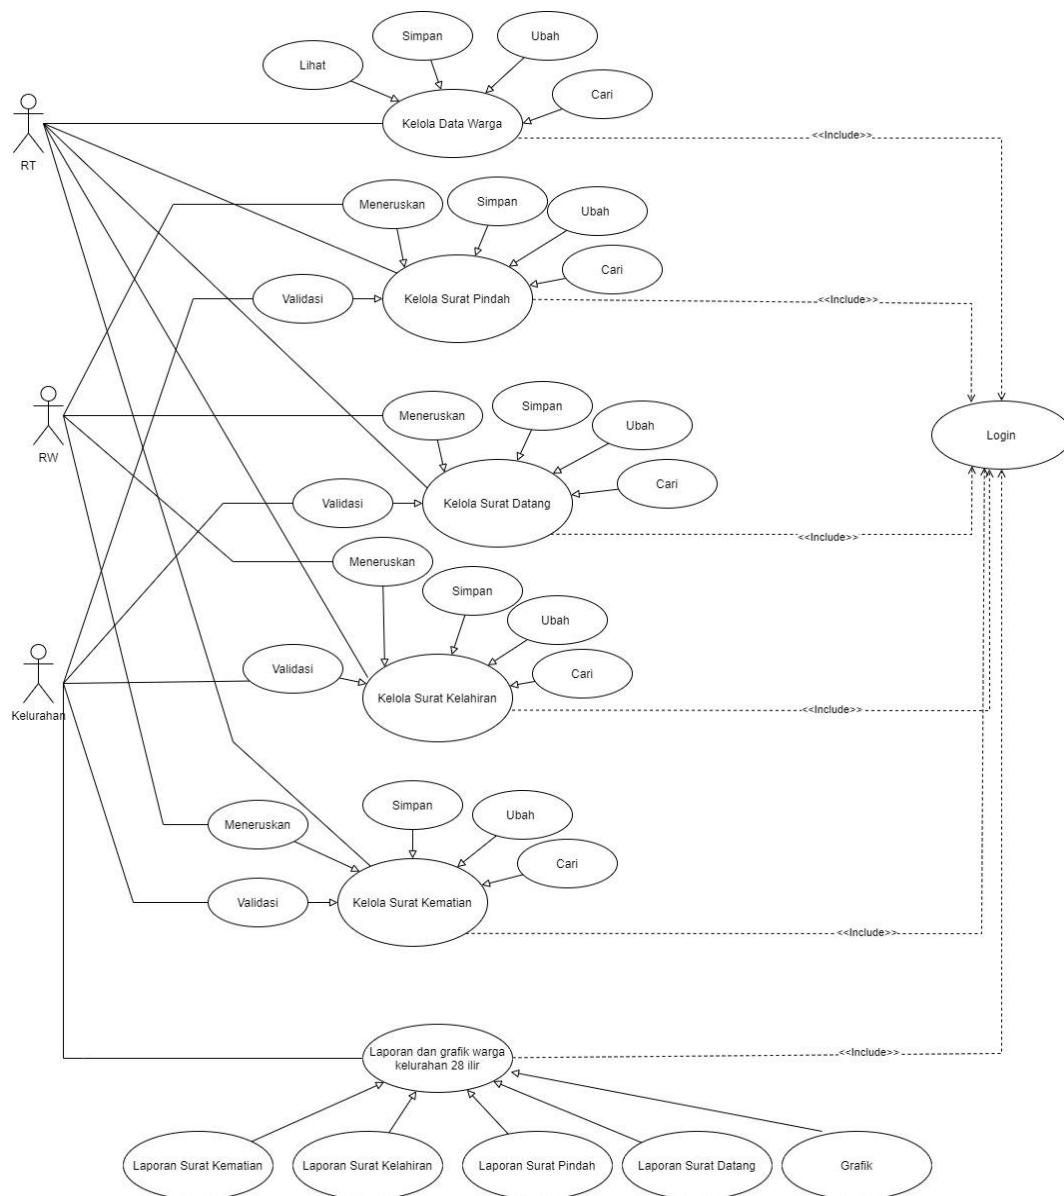 Simpan
Ubah
Lihat
Cari
Kelola Data Warga
<<Include>>
RT
Meneruskan
Simpan
Ubah
Cari
Validasi
Kelola Surat Pindah
<<Include>>
Meneruskan
Simpan
Ubah
Login
RW
Cari
Validasi
Kelola Surat Datang
<<Include>>
Meneruskan
Simpan
Ubah
Validasi
Cari
Kelola Surat Kelahiran
<<Include>>
Kelurahan
Simpan
Ubah
Meneruskan
Cari
Validasi
Kelola Surat Kematian
<<Include>>
Laporan dan grafik warga
kelurahan 28 ilir
<<Include>>
Laporan Surat Kematian
Laporan Surat Kelahiran
Laporan Surat Pindah
Laporan Surat Datang
Grafik